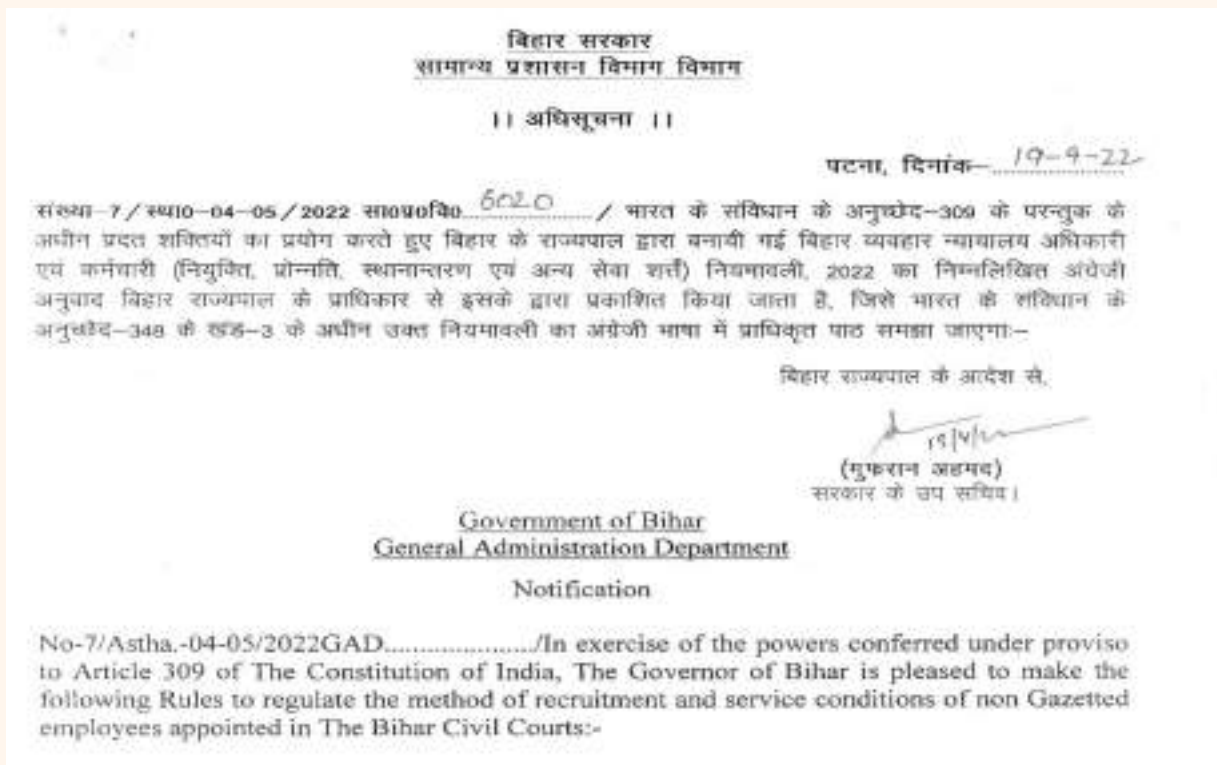 बिहार सरकार
सामान्य प्रशासन विभाग विभाग
।। अधिसूचना ।।
पटना, दिनांक- 19-4-22
संख्या-7/स्था0-04-05/2022 सा0प्र0वि0 6020 / भारत के संविधान के अनुच्छेद-309 के परन्तुक के
अधीन प्रदत शक्तियों का प्रयोग करते हुए बिहार के राज्यपाल द्वारा बनायी गई बिहार व्यवहार न्यायालय अधिकारी
एवं कर्मचारी (नियुक्ति, प्रोन्नति, स्थानान्तरण एवं अन्य सेवा शर्तें) नियमावली, 2022 का निम्नलिखित अंग्रेजी
अनुवाद बिहार राज्यपाल के प्राधिकार से इसके द्वारा प्रकाशित किया जाता है, जिसे भारत के संविधान के
अनुच्छेद-348 के खंड-3 के अधीन उक्त नियमावली का अंग्रेजी भाषा में प्राधिकृत पाठ समझा जाएगाः-
बिहार राज्यपाल के आदेश से,
19/4/22
(गुफरान अहमद)
सरकार के उप सचिव।
Government of Bihar
General Administration Department
Notification
No-7/Astha.-04-05/2022GAD...................../In exercise of the powers conferred under proviso
to Article 309 of The Constitution of India, The Governor of Bihar is pleased to make the
following Rules to regulate the method of recruitment and service conditions of non Gazetted
employees appointed in The Bihar Civil Courts:-